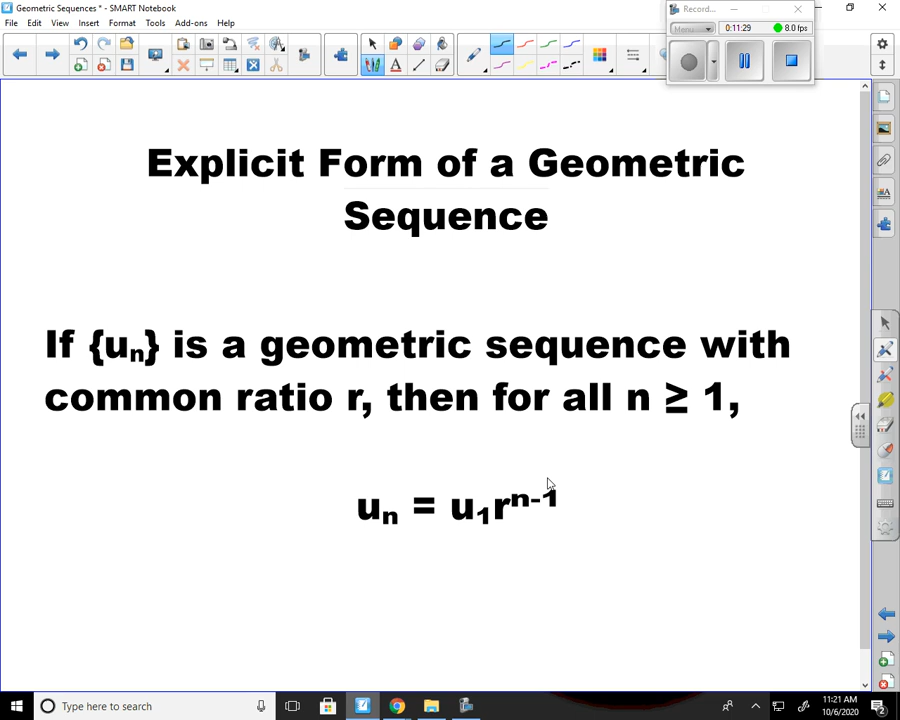 Geometric Sequences * - SMART Notebook
File Edit View Insert Format Tools Add-ons Help
Record...
Menu
0:11:29
8.0 fps
Explicit Form of a Geometric
Sequence
If {uₙ} is a geometric sequence with
common ratio r, then for all n ≥ 1,
uₙ = u₁rⁿ⁻¹
Type here to search
11:21 AM
10/6/2020
2